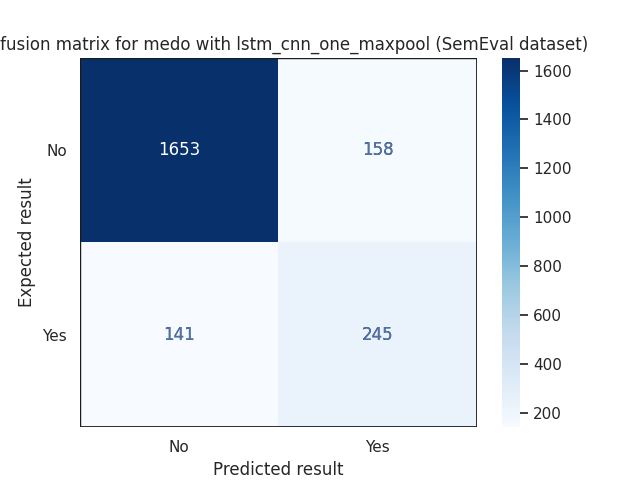 fusion matrix for medo with lstm_cnn_one_maxpool (SemEval dataset)
1600
No
1653
158
1400
1200
Expected result
1000
800
600
Yes
141
245
400
200
No
Yes
Predicted result